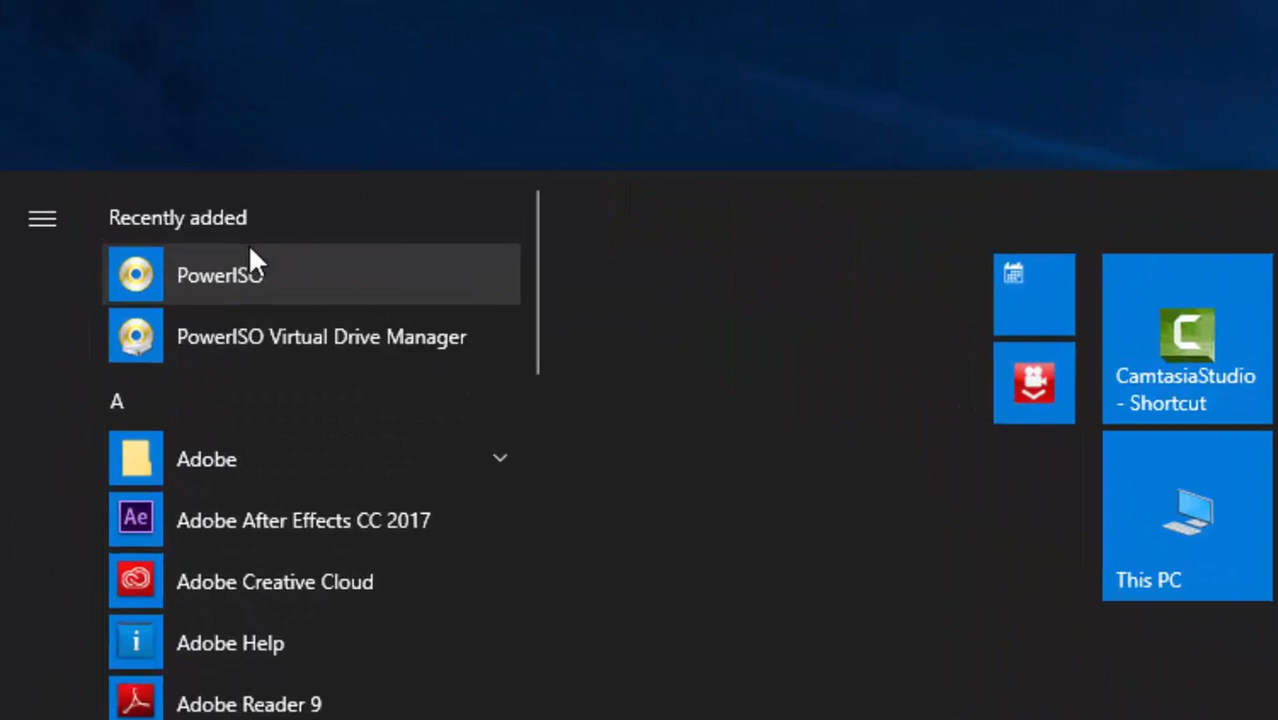 Recently added
PowerISO
PowerISO Virtual Drive Manager
A
Adobe
Ae
Adobe After Effects CC 2017
Adobe Creative Cloud
i
Adobe Help
Adobe Reader 9
C
CamtasiaStudio
- Shortcut
This PC